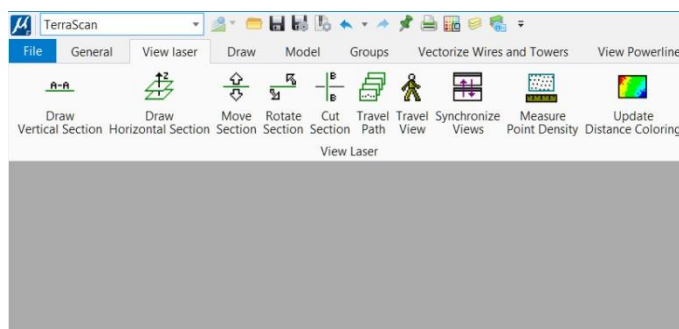 TerraScan
File General View laser Draw Model Groups Vectorize Wires and Towers View Powerline
A-A Z B B
Draw Vertical Section Draw Horizontal Section Move Section Rotate Section Cut Section Travel Path Travel View Synchronize Views Measure Point Density Update Distance Coloring
View Laser